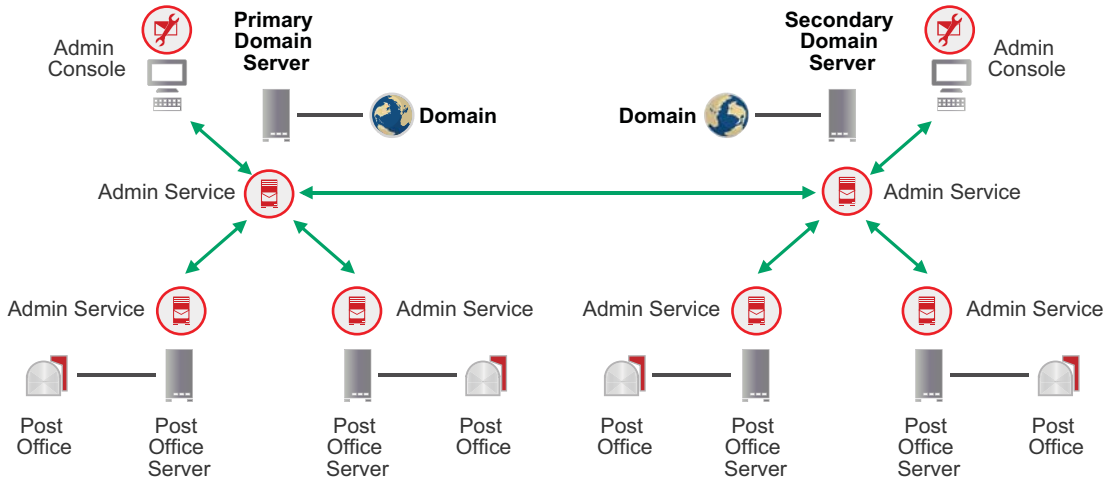 Primary
Domain
Server
Secondary
Domain
Server
Admin
Console
Admin
Console
Domain
Domain
Admin Service
Admin Service
Admin Service
Admin Service
Admin Service
Admin Service
Post
Office
Post
Office
Server
Post
Office
Server
Post
Office
Post
Office
Post
Office
Server
Post
Office
Server
Post
Office